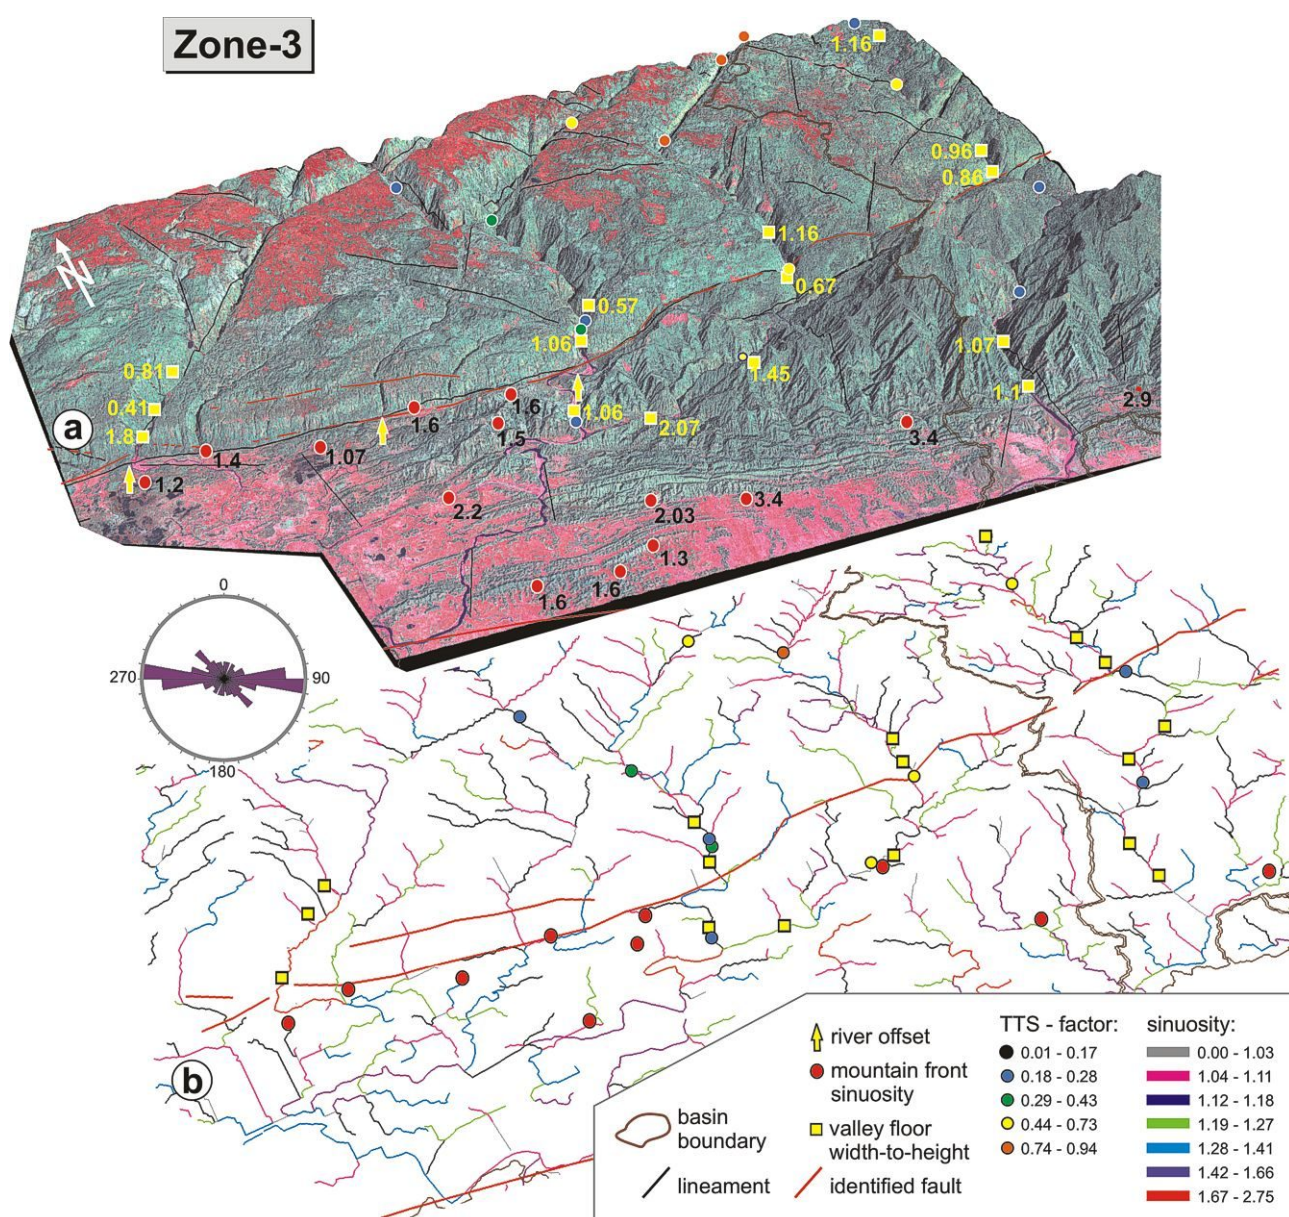 Zone-3
1.16
0.96
0.86
1.16
0.67
0.57
1.06
1.07
0.81
1.45
1.1
2.9
0.41
1.6
1.6
1.06
2.07
3.4
a
1.8
1.5
1.4
1.07
1.2
2.2
2.03
3.4
1.3
1.6
1.6
N
0
270
90
180
b
river offset
mountain front
sinuosity
valley floor
width-to-height
identified fault
basin
boundary
lineament
TTS - factor:
0.01 - 0.17
0.18 - 0.28
0.29 - 0.43
0.44 - 0.73
0.74 - 0.94
sinuosity:
0.00 - 1.03
1.04 - 1.11
1.12 - 1.18
1.19 - 1.27
1.28 - 1.41
1.42 - 1.66
1.67 - 2.75